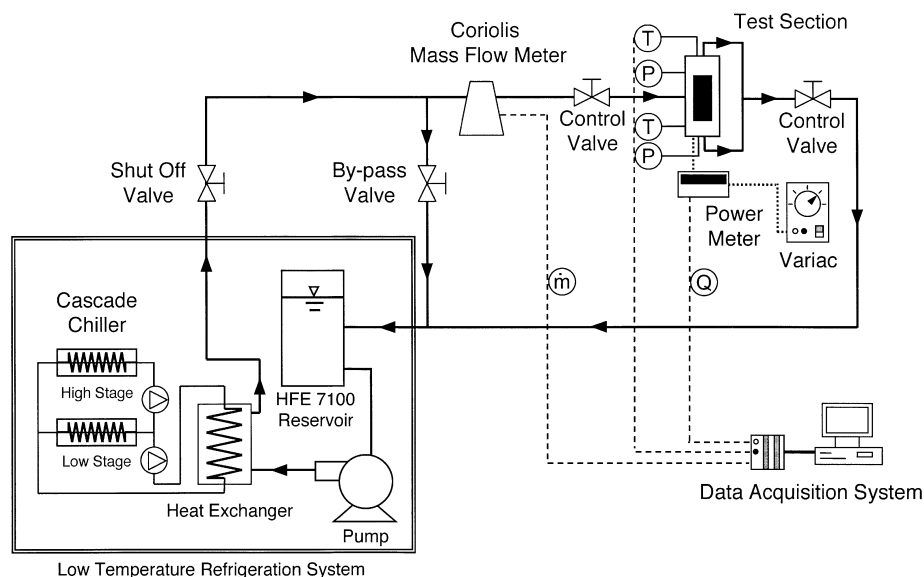 Test Section
Coriolis
Mass Flow Meter
T
P
T
P
Control
Valve
Control
Valve
Shut Off
Valve
By-pass
Valve
Power
Meter
Variac
ṁ
Q
Cascade
Chiller
High Stage
Low Stage
HFE 7100
Reservoir
Heat Exchanger
Pump
Data Acquisition System
Low Temperature Refrigeration System